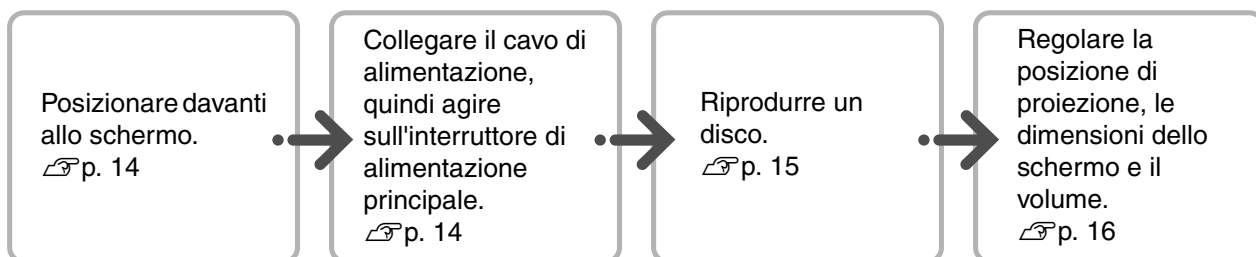 Posizionare davanti
allo schermo.
☞p. 14
Collegare il cavo di
alimentazione,
quindi agire
sull'interruttore di
alimentazione
principale.
☞p. 14
Riprodurre un
disco.
☞p. 15
Regolare la
posizione di
proiezione, le
dimensioni dello
schermo e il
volume.
☞p. 16